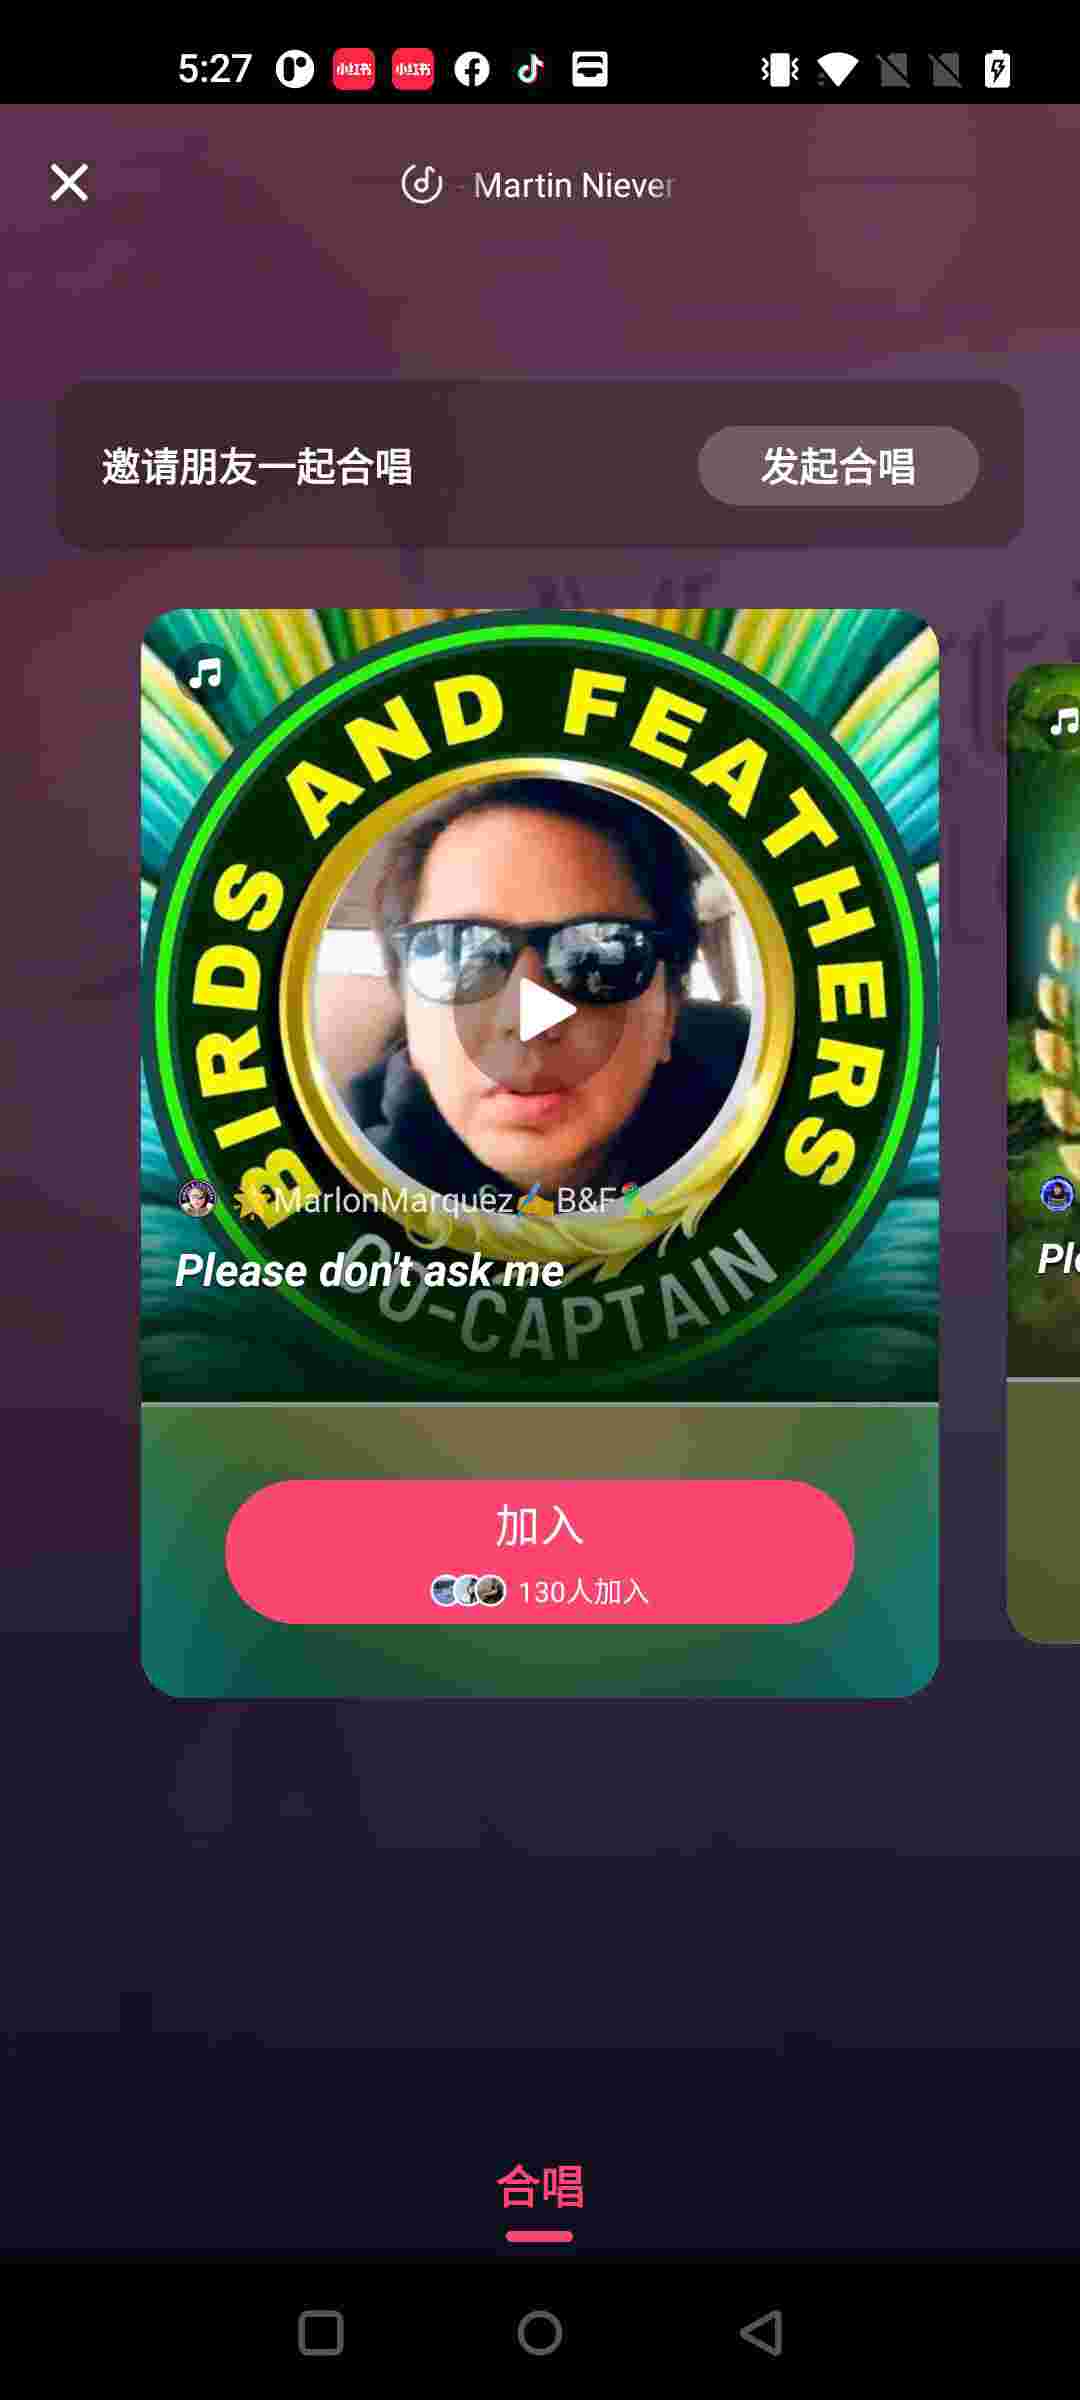 5:27
小红书 小红书
- Martin Niever
邀请朋友一起合唱
发起合唱
BIRDS AND FEATHERS
🌟MarlonMarquez✍️B&F🦜
Please don't ask me
CO-CAPTAIN
Ple
加入
130人加入
合唱